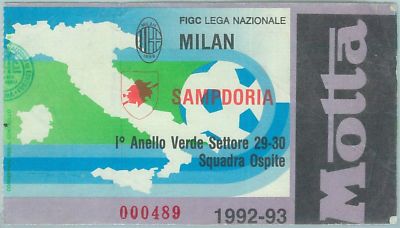 FIGC LEGA NAZIONALE
MILAN
SAMPDORIA
I° Anello Verde Settore 29-30
Squadra Ospite
000489
1992-93
Motta